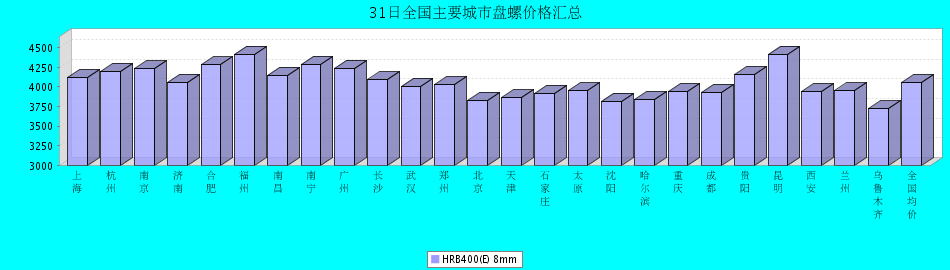 31日全国主要城市盘螺价格汇总
4500
4250
4000
3750
3500
3250
3000
上海
杭州
南京
济南
合肥
福州
南昌
南宁
广州
长沙
武汉
郑州
北京
天津
石家庄
太原
沈阳
哈尔滨
重庆
成都
贵阳
昆明
西安
兰州
乌鲁木齐
全国均价
HRB400(E) 8mm